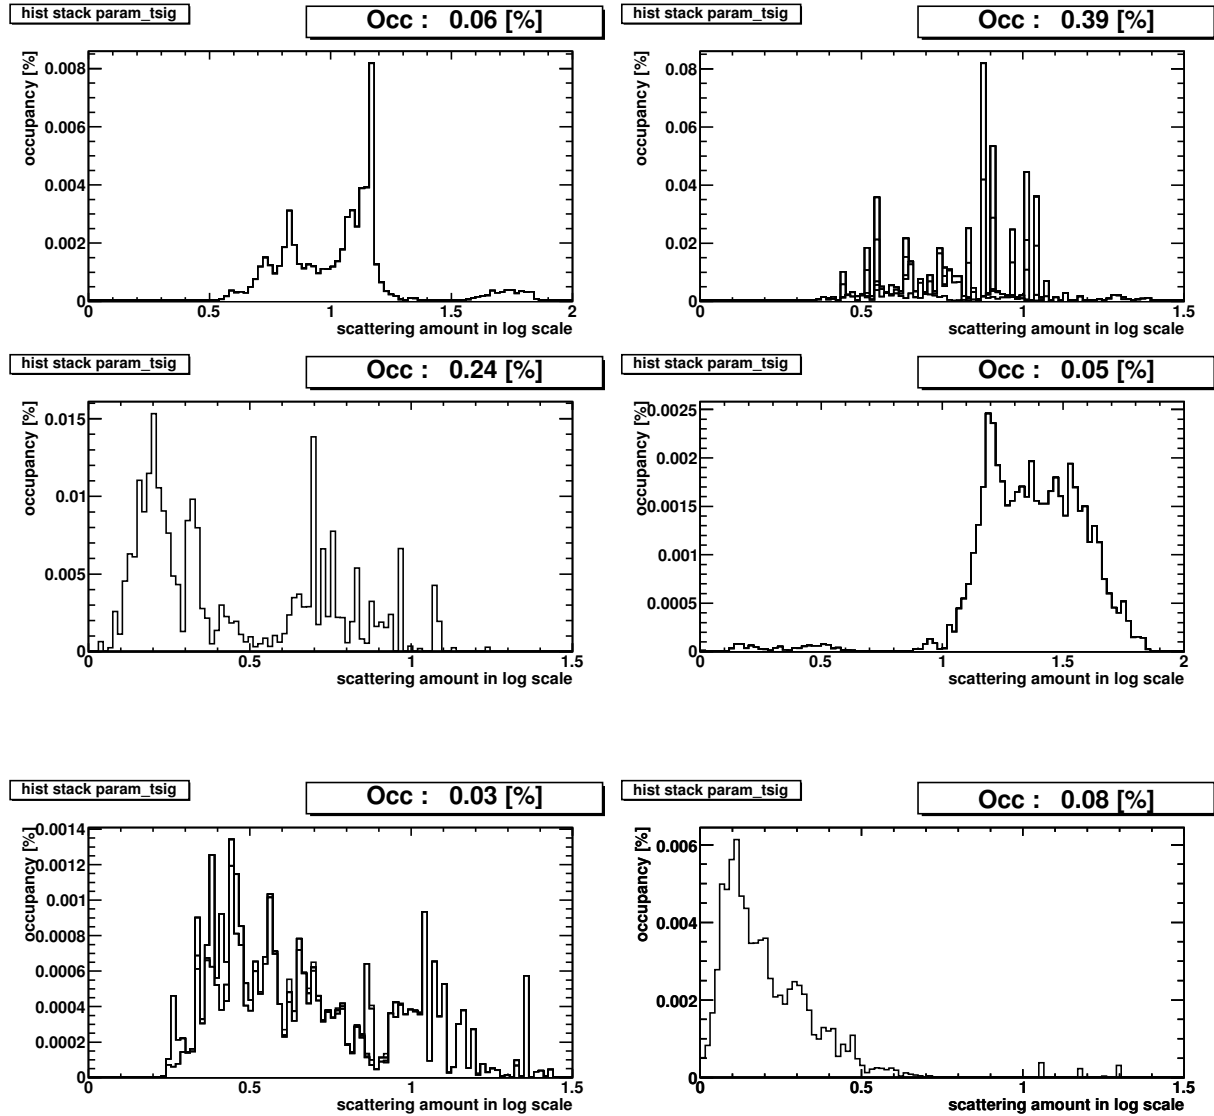 hist stack param_tsig
Occ : 0.06 [%]
occupancy [%]
0.008
0.006
0.004
0.002
0
0.5
1
1.5
2
scattering amount in log scale
hist stack param_tsig
Occ : 0.39 [%]
occupancy [%]
0.08
0.06
0.04
0.02
0
0
0.5
1
1.5
scattering amount in log scale
hist stack param_tsig
Occ : 0.24 [%]
occupancy [%]
0.015
0.01
0.005
0
0
0.5
1
1.5
scattering amount in log scale
hist stack param_tsig
Occ : 0.05 [%]
occupancy [%]
0.0025
0.002
0.0015
0.001
0.0005
0
0
0.5
1
1.5
2
scattering amount in log scale
hist stack param_tsig
Occ : 0.03 [%]
occupancy [%]
0.0014
0.0012
0.001
0.0008
0.0006
0.0004
0.0002
0
0
0.5
1
1.5
scattering amount in log scale
hist stack param_tsig
Occ : 0.08 [%]
occupancy [%]
0.006
0.004
0.002
0
0
0.5
1
1.5
scattering amount in log scale